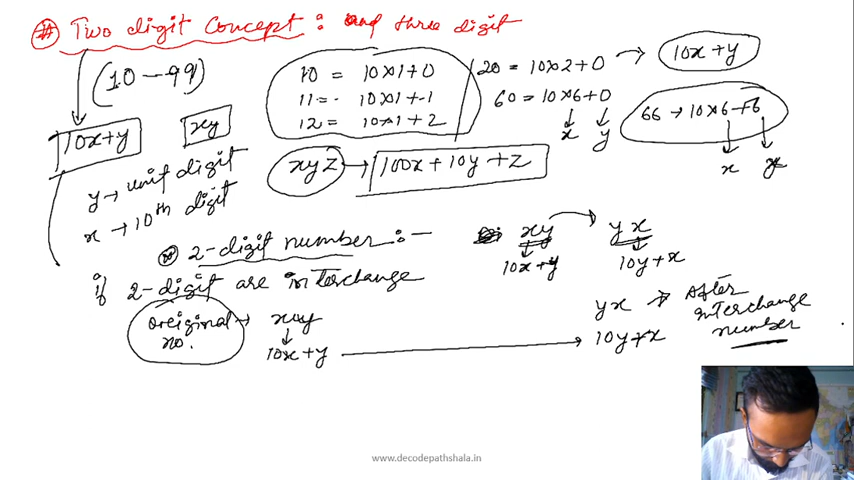 # Two digit Concept : and three digit
(10 – 99)
10x+y
xy
y → unit digit
x → 10th digit
10 = 10×1+0
11 = 10×1+1
12 = 10×1+2
20 = 10×2+0 → 10x+y
60 = 10×6+0
x y
66 → 10×6+6
x y
xyz → 100x+10y+z
2-digit number :-
if 2-digit are interchange
xy → yx
10x+y 10y+x
oreiginal no. → xy
10x+y → 10y+x
yx → After interchange number
www.decodepathshala.in